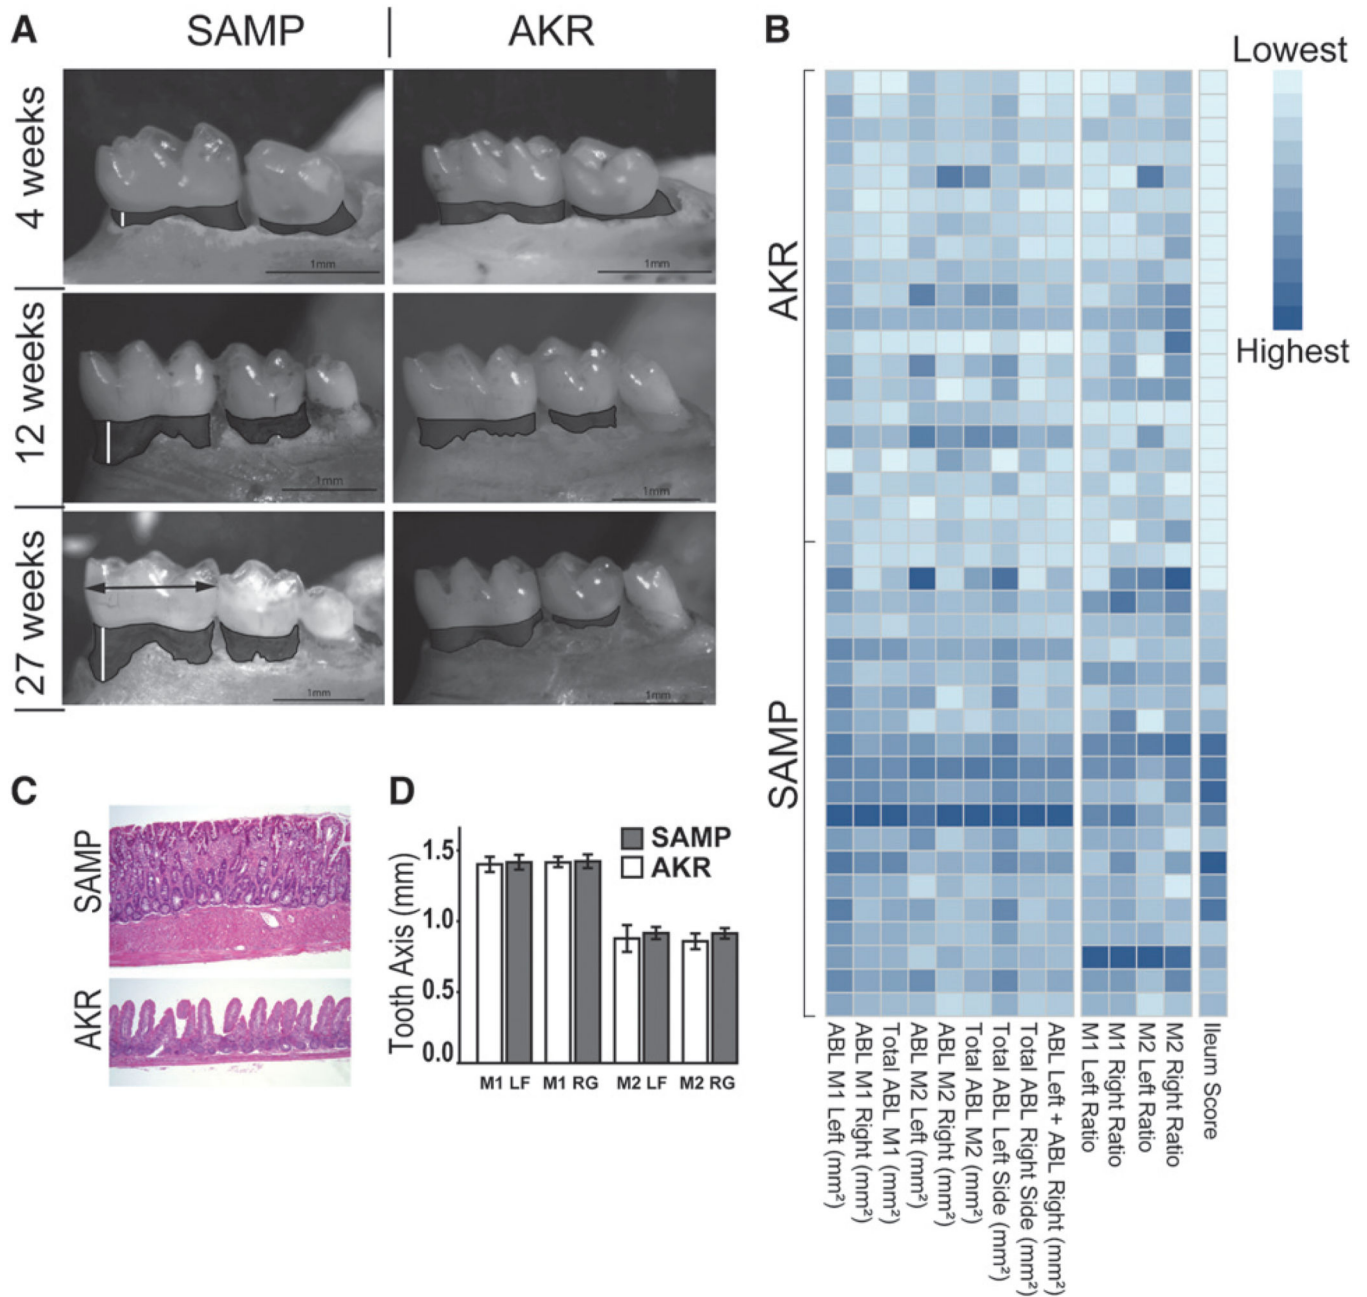 A
SAMP
AKR
4 weeks
1mm
1mm
12 weeks
1mm
1mm
27 weeks
1mm
1mm
B
Lowest
Highest
AKR
SAMP
ABL M1 Left (mm²)
ABL M1 Right (mm²)
Total ABL M1 (mm²)
ABL M2 Left (mm²)
ABL M2 Right (mm²)
Total ABL M2 (mm²)
Total ABL Left Side (mm²)
Total ABL Right Side (mm²)
ABL Left + ABL Right (mm²)
M1 Left Ratio
M1 Right Ratio
M2 Left Ratio
M2 Right Ratio
Ileum Score
C
SAMP
AKR
D
SAMP
AKR
Tooth Axis (mm)
1.5
1.0
0.5
0.0
M1 LF
M1 RG
M2 LF
M2 RG